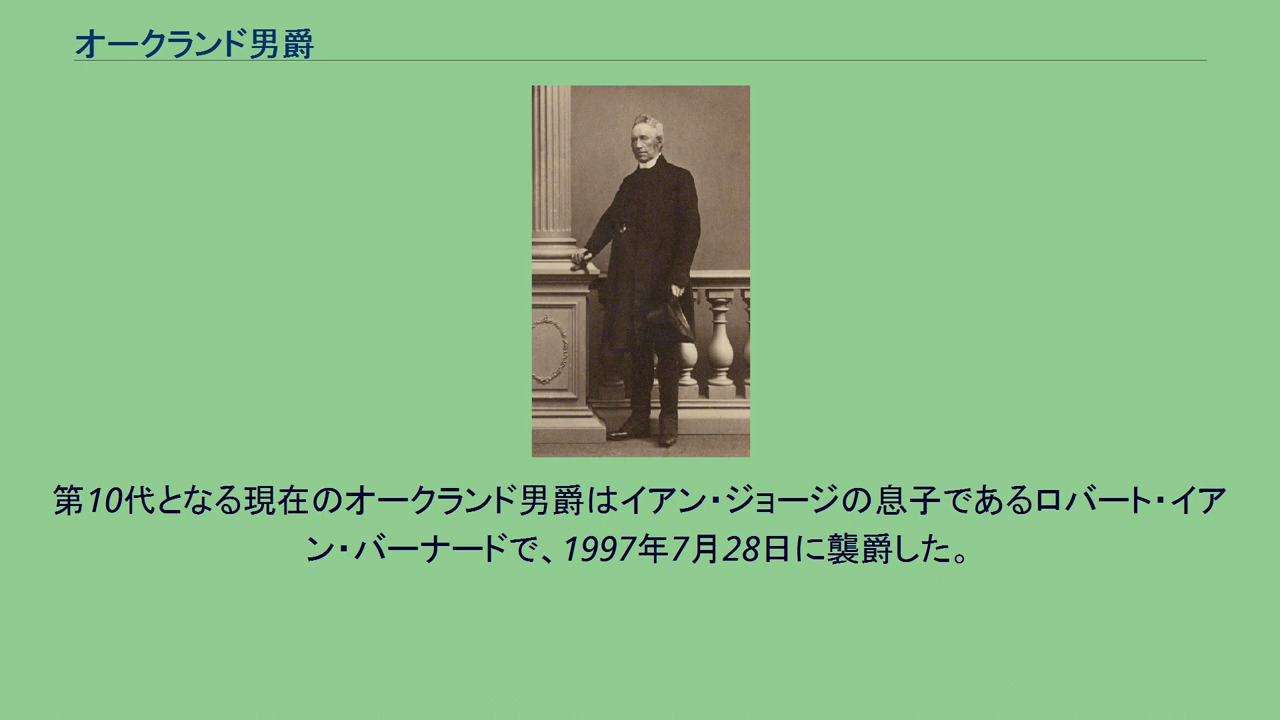 オークランド男爵
第10代となる現在のオークランド男爵はイアン・ジョージの息子であるロバート・イア
ン・バーナードで、1997年7月28日に襲爵した。